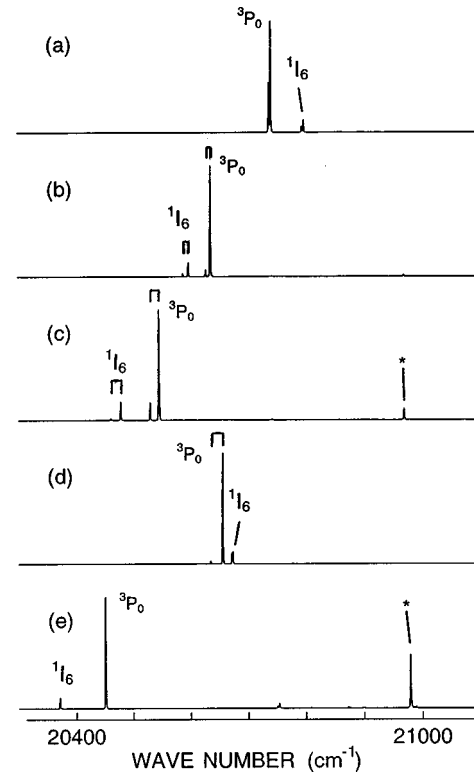 (a)
³P₀
¹I₆
(b)
³P₀
¹I₆
(c)
³P₀
¹I₆
*
(d)
³P₀
¹I₆
(e)
³P₀
¹I₆
*
20400 21000
WAVE NUMBER (cm⁻¹)